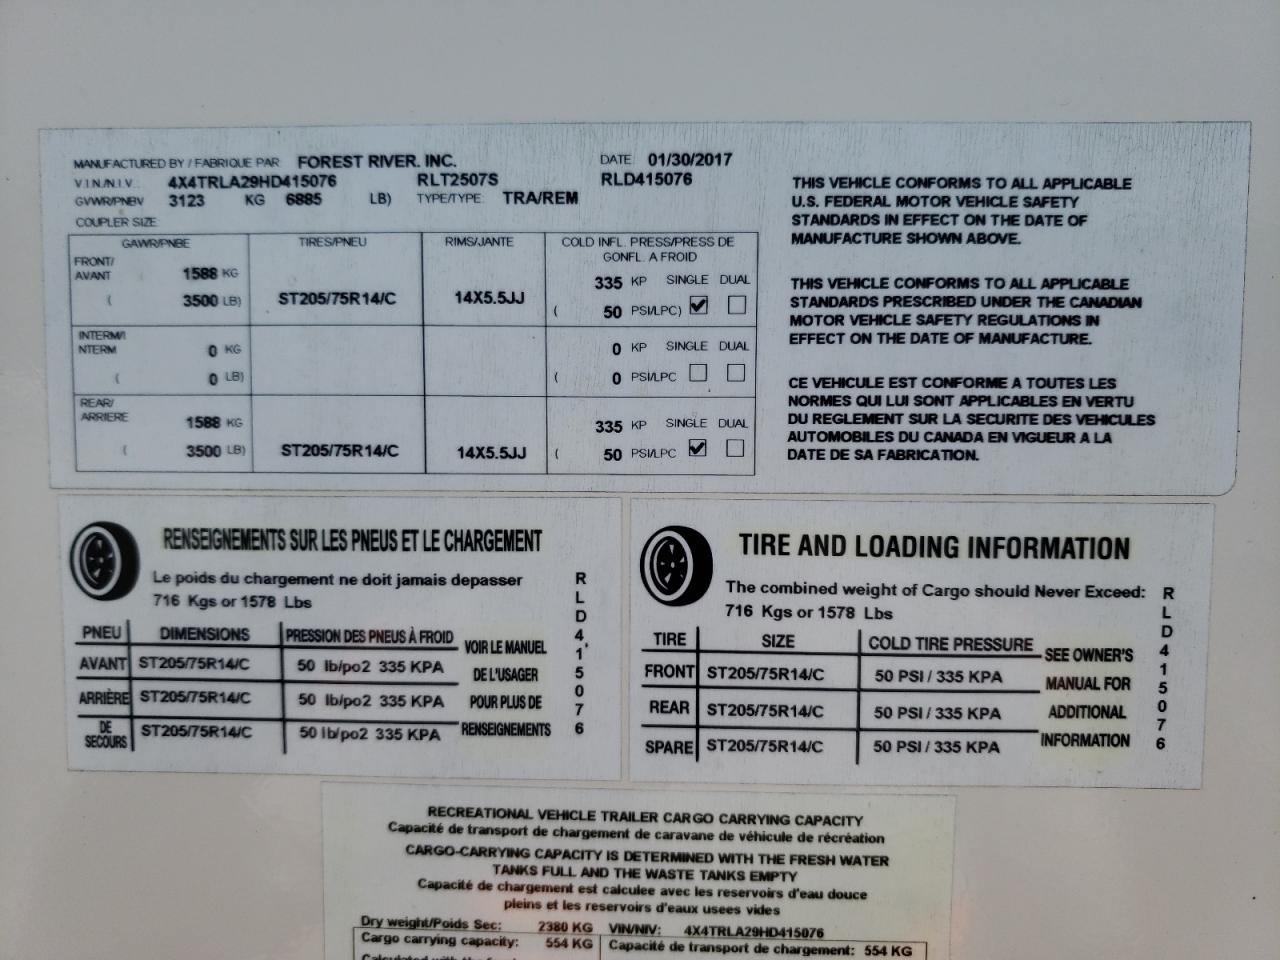 MANUFACTURED BY / FABRIQUE PAR FOREST RIVER. INC. DATE 01/30/2017
V.I.N./N.I.V. 4X4TRLA29HD415076 RLT2507S RLD415076
GVWR/PNBV 3123 KG 6885 LB) TYPE/TYPE TRA/REM
COUPLER SIZE
GAWR/PNBE TIRES/PNEU RIMS/JANTE COLD INFL. PRESS/PRESS DE
GONFL. A FROID
FRONT/
AVANT 1588 KG 335 KP SINGLE DUAL
( 3500 LB) ST205/75R14/C 14X5.5JJ ( 50 PSI/LPC)
INTERM/I
NTERM 0 KG 0 KP SINGLE DUAL
( 0 LB) ( 0 PSI/LPC
REAR/
ARRIERE 1588 KG 335 KP SINGLE DUAL
( 3500 LB) ST205/75R14/C 14X5.5JJ ( 50 PSI/LPC
THIS VEHICLE CONFORMS TO ALL APPLICABLE
U.S. FEDERAL MOTOR VEHICLE SAFETY
STANDARDS IN EFFECT ON THE DATE OF
MANUFACTURE SHOWN ABOVE.
THIS VEHICLE CONFORMS TO ALL APPLICABLE
STANDARDS PRESCRIBED UNDER THE CANADIAN
MOTOR VEHICLE SAFETY REGULATIONS IN
EFFECT ON THE DATE OF MANUFACTURE.
CE VEHICULE EST CONFORME A TOUTES LES
NORMES QUI LUI SONT APPLICABLES EN VERTU
DU REGLEMENT SUR LA SECURITE DES VEHICULES
AUTOMOBILES DU CANADA EN VIGUEUR A LA
DATE DE SA FABRICATION.
RENSEIGNEMENTS SUR LES PNEUS ET LE CHARGEMENT
Le poids du chargement ne doit jamais depasser
716 Kgs or 1578 Lbs
PNEU DIMENSIONS PRESSION DES PNEUS À FROID
AVANT ST205/75R14/C 50 lb/po2 335 KPA
ARRIÈRE ST205/75R14/C 50 lb/po2 335 KPA
DE
SECOURS ST205/75R14/C 50 lb/po2 335 KPA
VOIR LE MANUEL
DE L'USAGER
POUR PLUS DE
RENSEIGNEMENTS
RLD415076
TIRE AND LOADING INFORMATION
The combined weight of Cargo should Never Exceed:
716 Kgs or 1578 Lbs
TIRE SIZE COLD TIRE PRESSURE
FRONT ST205/75R14/C 50 PSI / 335 KPA
REAR ST205/75R14/C 50 PSI / 335 KPA
SPARE ST205/75R14/C 50 PSI / 335 KPA
SEE OWNER'S
MANUAL FOR
ADDITIONAL
INFORMATION
RLD415076
RECREATIONAL VEHICLE TRAILER CARGO CARRYING CAPACITY
Capacité de transport de chargement de caravane de véhicule de récréation
CARGO-CARRYING CAPACITY IS DETERMINED WITH THE FRESH WATER
TANKS FULL AND THE WASTE TANKS EMPTY
Capacité de chargement est calculee avec les reservoirs d'eau douce
pleins et les reservoirs d'eaux usees vides
Dry weight/Poids Sec: 2380 KG VIN/NIV: 4X4TRLA29HD415076
Cargo carrying capacity: 554 KG Capacité de transport de chargement: 554 KG